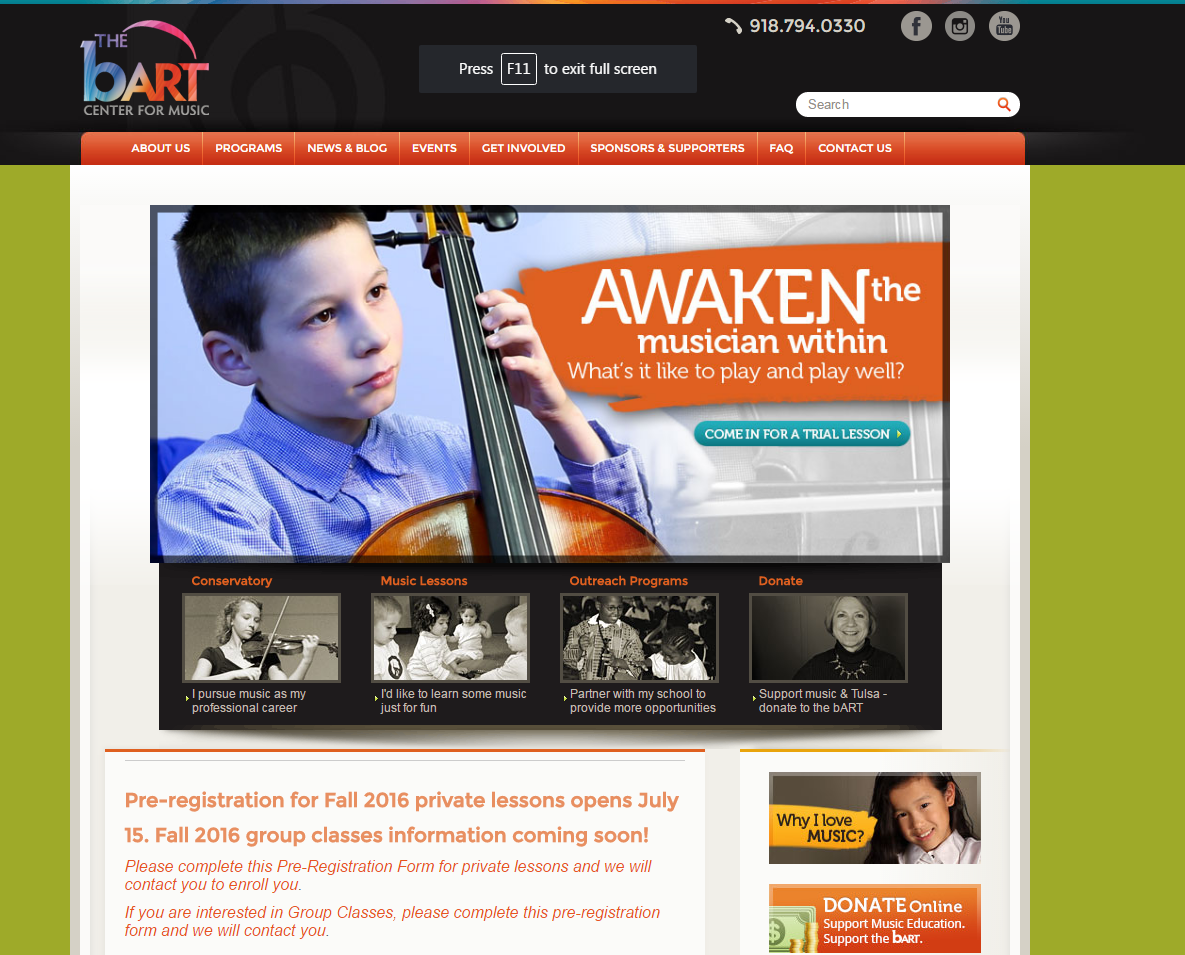 THE
bART
CENTER FOR MUSIC
918.794.0330
You
Tube
Press F11 to exit full screen
Search
ABOUT US PROGRAMS NEWS & BLOG EVENTS GET INVOLVED SPONSORS & SUPPORTERS FAQ CONTACT US
AWAKEN the
musician within
What's it like to play and play well?
COME IN FOR A TRIAL LESSON
Conservatory
I pursue music as my
professional career
Music Lessons
I'd like to learn some music
just for fun
Outreach Programs
Partner with my school to
provide more opportunities
Donate
Support music & Tulsa -
donate to the bART
Pre-registration for Fall 2016 private lessons opens July
15. Fall 2016 group classes information coming soon!
Please complete this Pre-Registration Form for private lessons and we will
contact you to enroll you.
If you are interested in Group Classes, please complete this pre-registration
form and we will contact you.
Why I love
MUSIC?
DONATE Online
Support Music Education.
Support the bART.